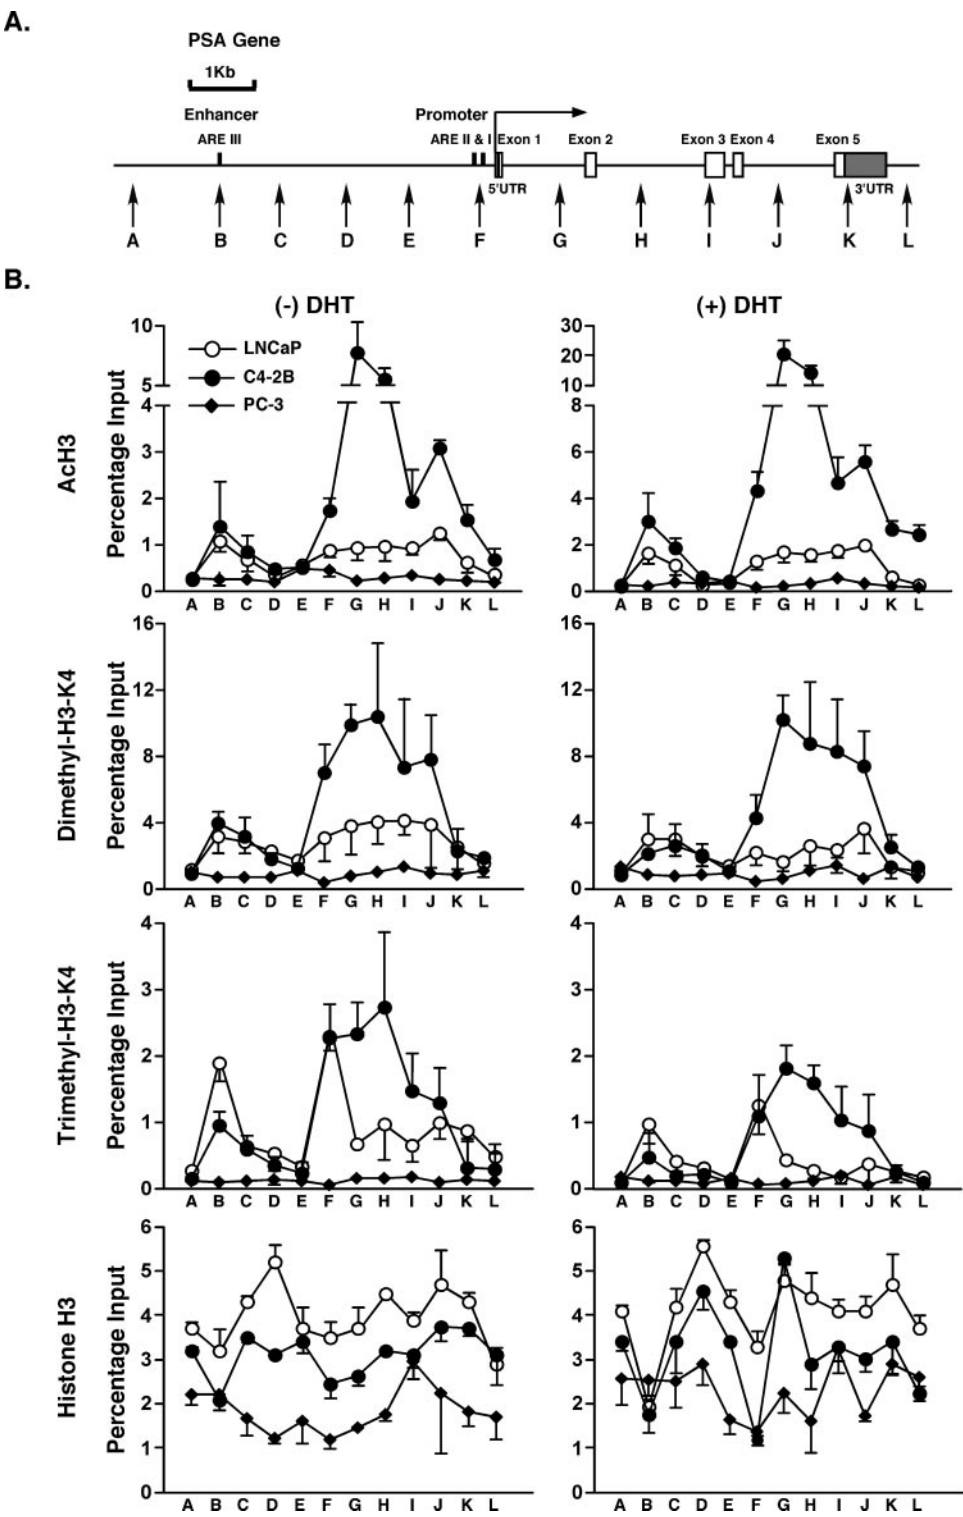 A.
PSA Gene
1Kb
Enhancer
Promoter
ARE III
ARE II & I
Exon 1
Exon 2
Exon 3
Exon 4
Exon 5
5'UTR
3'UTR
A B C D E F G H I J K L
B.
(-) DHT
(+) DHT
LNCaP
C4-2B
PC-3
AcH3
Percentage Input
10
5
4
3
2
1
0
A B C D E F G H I J K L
30
20
10
8
6
4
2
0
A B C D E F G H I J K L
Dimethyl-H3-K4
Percentage Input
16
12
8
4
0
A B C D E F G H I J K L
16
12
8
4
0
A B C D E F G H I J K L
Trimethyl-H3-K4
Percentage Input
4
3
2
1
0
A B C D E F G H I J K L
4
3
2
1
0
A B C D E F G H I J K L
Histone H3
Percentage Input
6
5
4
3
2
1
0
A B C D E F G H I J K L
6
5
4
3
2
1
0
A B C D E F G H I J K L